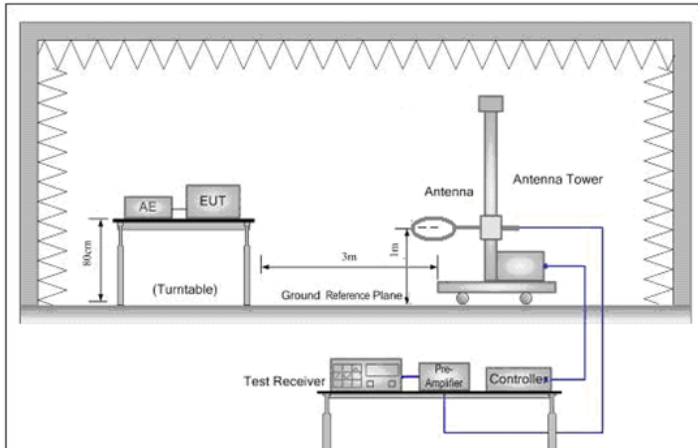 Antenna
Antenna Tower
AE
EUT
80cm
(Turntable)
3m
1m
Ground Reference Plane
Test Receiver
Pre-
Amplifier
Controller